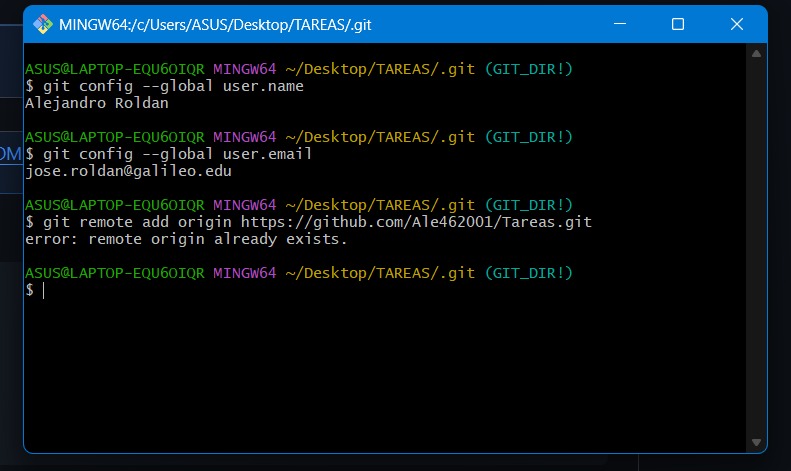 MINGW64:/c/Users/ASUS/Desktop/TAREAS/.git
ASUS@LAPTOP-EQU6OIQR MINGW64 ~/Desktop/TAREAS/.git (GIT_DIR!)
$ git config --global user.name
Alejandro Roldan
ASUS@LAPTOP-EQU6OIQR MINGW64 ~/Desktop/TAREAS/.git (GIT_DIR!)
$ git config --global user.email
jose.roldan@galileo.edu
ASUS@LAPTOP-EQU6OIQR MINGW64 ~/Desktop/TAREAS/.git (GIT_DIR!)
$ git remote add origin https://github.com/Ale462001/Tareas.git
error: remote origin already exists.
ASUS@LAPTOP-EQU6OIQR MINGW64 ~/Desktop/TAREAS/.git (GIT_DIR!)
$
OM